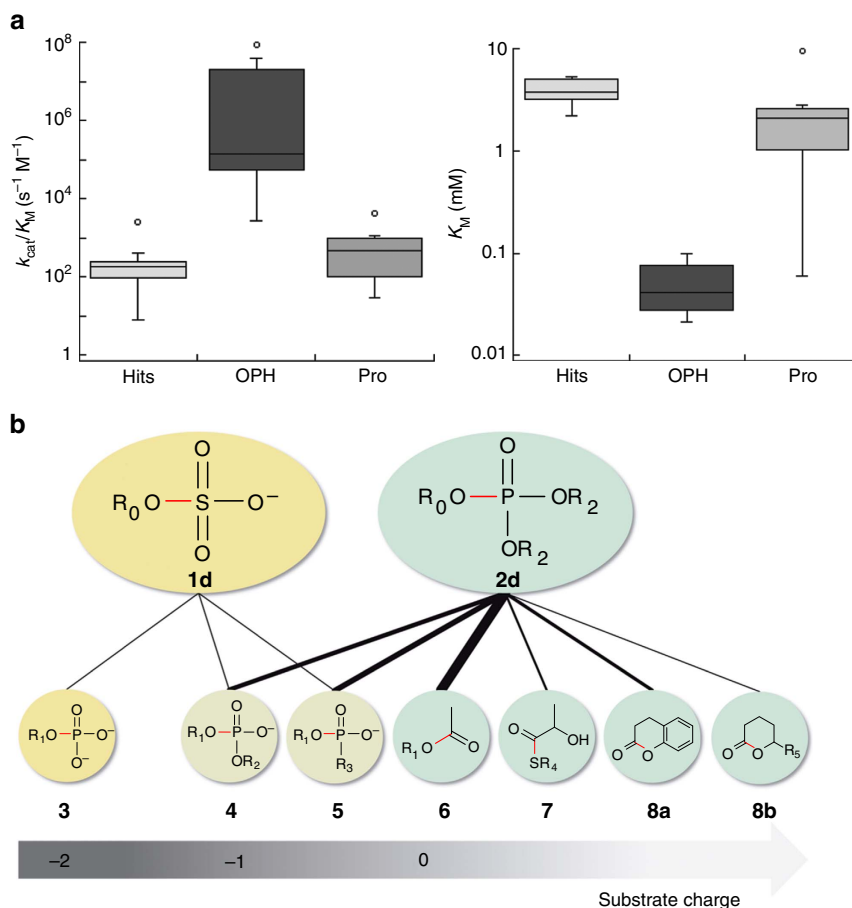 a
k_cat/K_M (s⁻¹ M⁻¹)
10⁸
10⁶
10⁴
10²
1
Hits OPH Pro
K_M (mM)
10
1
0.1
0.01
Hits OPH Pro
b
O
R₀O S O⁻
O
1d
O
R₀O P OR₂
OR₂
2d
O
R₁O P O⁻
O⁻
O
R₁O P O⁻
OR₂
O
R₁O P O⁻
R₃
R₁ O O
O OH
SR₄
O O
O O R₅
3 4 5 6 7 8a 8b
−2 −1 0
Substrate charge